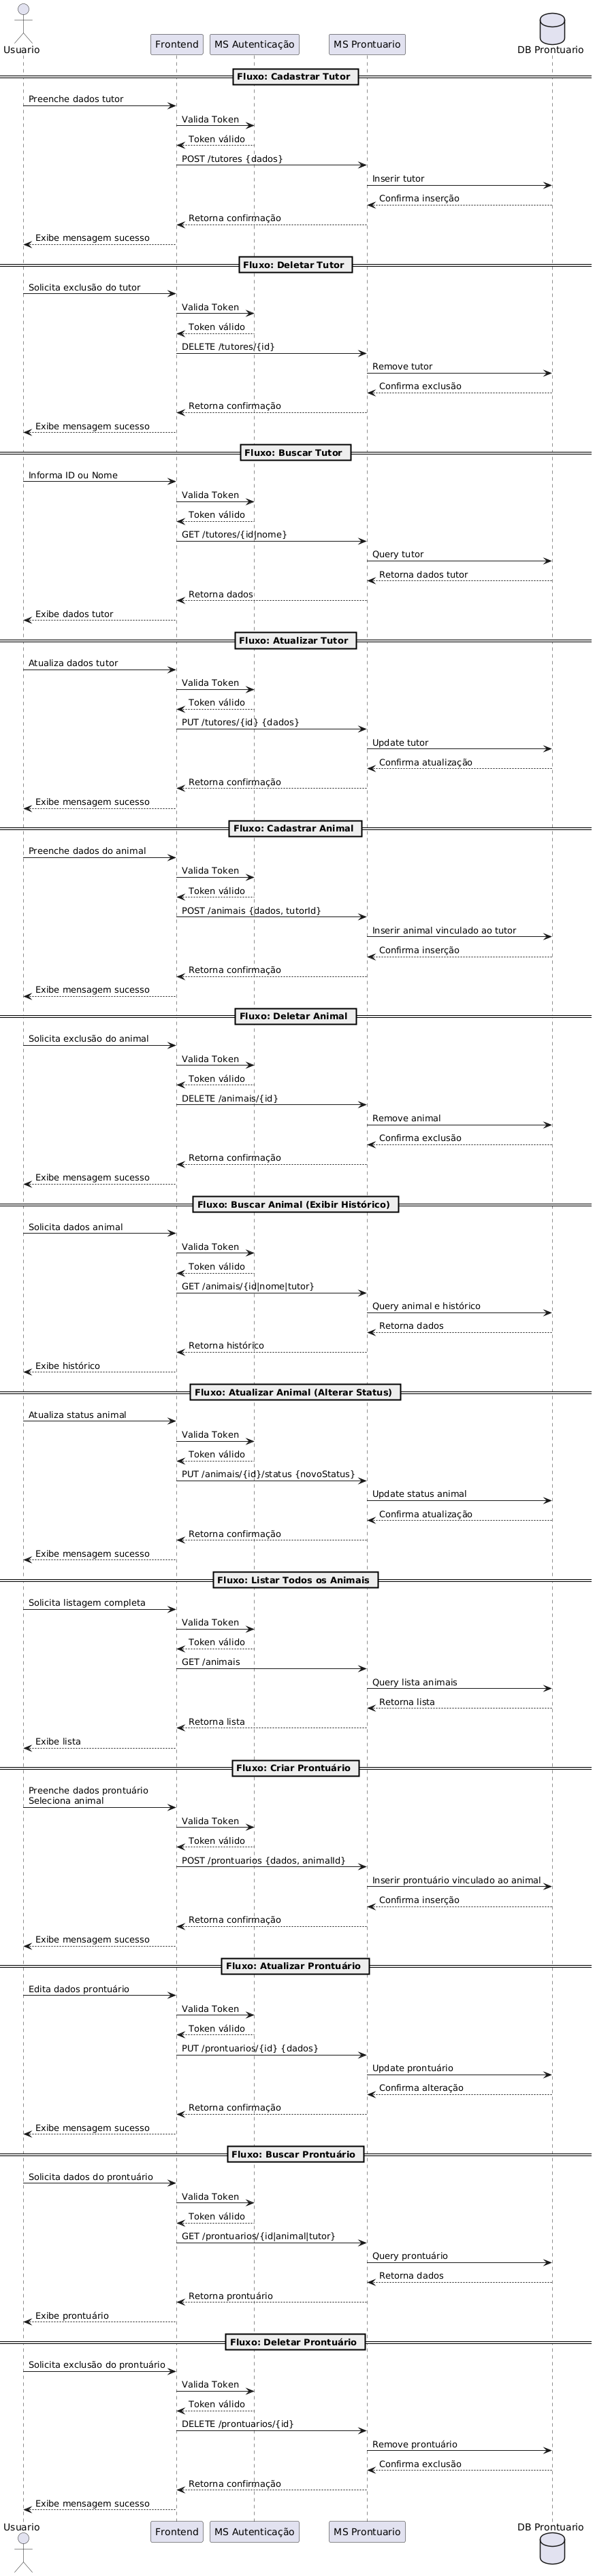 Usuario
Frontend
MS Autenticação
MS Prontuario
DB Prontuario
Fluxo: Cadastrar Tutor
Preenche dados tutor
Valida Token
Token válido
POST /tutores {dados}
Inserir tutor
Confirma inserção
Retorna confirmação
Exibe mensagem sucesso
Fluxo: Deletar Tutor
Solicita exclusão do tutor
Valida Token
Token válido
DELETE /tutores/{id}
Remove tutor
Confirma exclusão
Retorna confirmação
Exibe mensagem sucesso
Fluxo: Buscar Tutor
Informa ID ou Nome
Valida Token
Token válido
GET /tutores/{id|nome}
Query tutor
Retorna dados tutor
Retorna dados
Exibe dados tutor
Fluxo: Atualizar Tutor
Atualiza dados tutor
Valida Token
Token válido
PUT /tutores/{id} {dados}
Update tutor
Confirma atualização
Retorna confirmação
Exibe mensagem sucesso
Fluxo: Cadastrar Animal
Preenche dados do animal
Valida Token
Token válido
POST /animais {dados, tutorId}
Inserir animal vinculado ao tutor
Confirma inserção
Retorna confirmação
Exibe mensagem sucesso
Fluxo: Deletar Animal
Solicita exclusão do animal
Valida Token
Token válido
DELETE /animais/{id}
Remove animal
Confirma exclusão
Retorna confirmação
Exibe mensagem sucesso
Fluxo: Buscar Animal (Exibir Histórico)
Solicita dados animal
Valida Token
Token válido
GET /animais/{id|nome|tutor}
Query animal e histórico
Retorna dados
Retorna histórico
Exibe histórico
Fluxo: Atualizar Animal (Alterar Status)
Atualiza status animal
Valida Token
Token válido
PUT /animais/{id}/status {novoStatus}
Update status animal
Confirma atualização
Retorna confirmação
Exibe mensagem sucesso
Fluxo: Listar Todos os Animais
Solicita listagem completa
Valida Token
Token válido
GET /animais
Query lista animais
Retorna lista
Retorna lista
Exibe lista
Fluxo: Criar Prontuário
Preenche dados prontuário
Seleciona animal
Valida Token
Token válido
POST /prontuarios {dados, animalId}
Inserir prontuário vinculado ao animal
Confirma inserção
Retorna confirmação
Exibe mensagem sucesso
Fluxo: Atualizar Prontuário
Edita dados prontuário
Valida Token
Token válido
PUT /prontuarios/{id} {dados}
Update prontuário
Confirma alteração
Retorna confirmação
Exibe mensagem sucesso
Fluxo: Buscar Prontuário
Solicita dados do prontuário
Valida Token
Token válido
GET /prontuarios/{id|animal|tutor}
Query prontuário
Retorna dados
Retorna prontuário
Exibe prontuário
Fluxo: Deletar Prontuário
Solicita exclusão do prontuário
Valida Token
Token válido
DELETE /prontuarios/{id}
Remove prontuário
Confirma exclusão
Retorna confirmação
Exibe mensagem sucesso
Usuario
Frontend
MS Autenticação
MS Prontuario
DB Prontuario